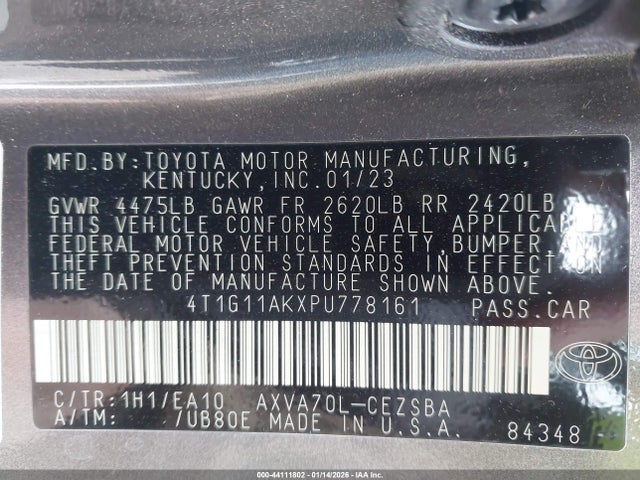 MFD.BY:TOYOTA MOTOR MANUFACTURING,
KENTUCKY,INC.01/23
GVWR 4475LB GAWR FR 2620LB RR 2420LB
THIS VEHICLE CONFORMS TO ALL APPLICABLE
FEDERAL MOTOR VEHICLE SAFETY,BUMPER AND
THEFT PREVENTION STANDARDS IN EFFECT ON
THE DATE OF MANUFACTURE SHOWN ABOVE.
4T1G11AKXPU778161 PASS.CAR
C/TR:1H1/EA10 AXVA70L-CEZSBA
A/TM: /UB80E MADE IN U.S.A. 84348
000-44111802 - 01/14/2026 - IAA Inc.